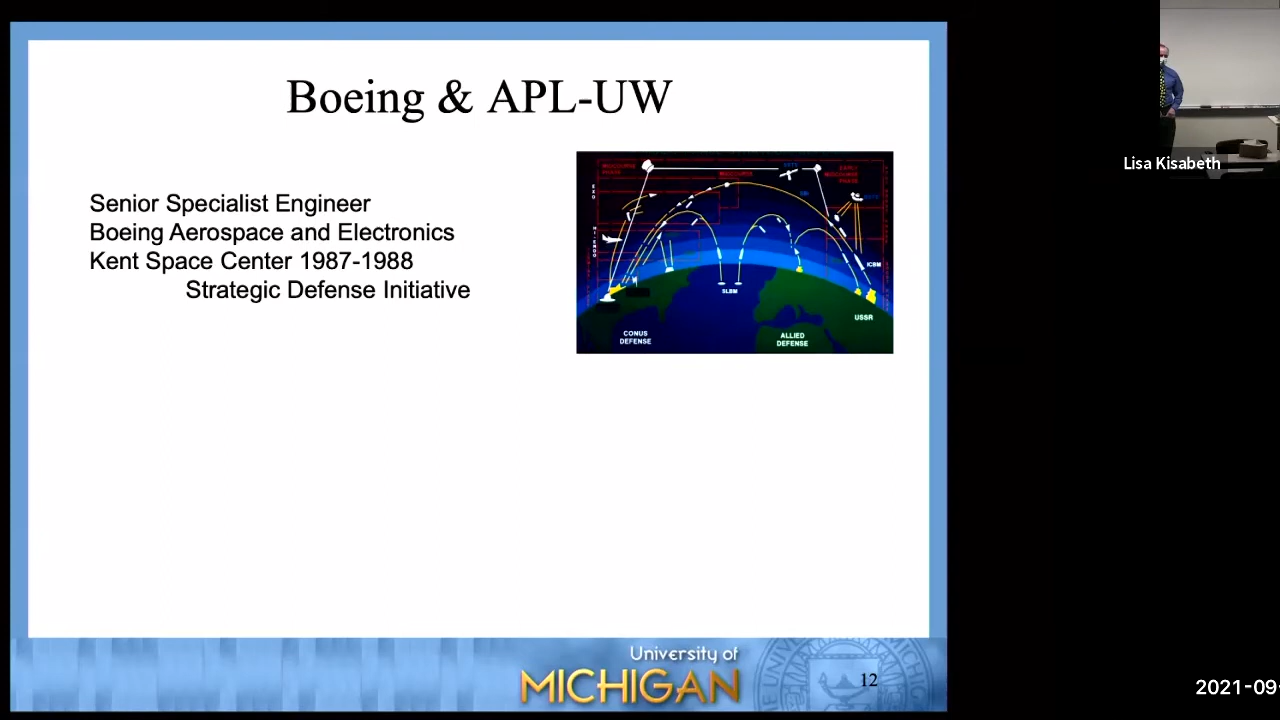 Boeing & APL-UW
Senior Specialist Engineer
Boeing Aerospace and Electronics
Kent Space Center 1987-1988
Strategic Defense Initiative
MIDCOURSE
ICBM
SLBM
USSR
CONUS
DEFENSE
ALLIED
DEFENSE
University of
MICHIGAN
12
Lisa Kisabeth
2021-09-